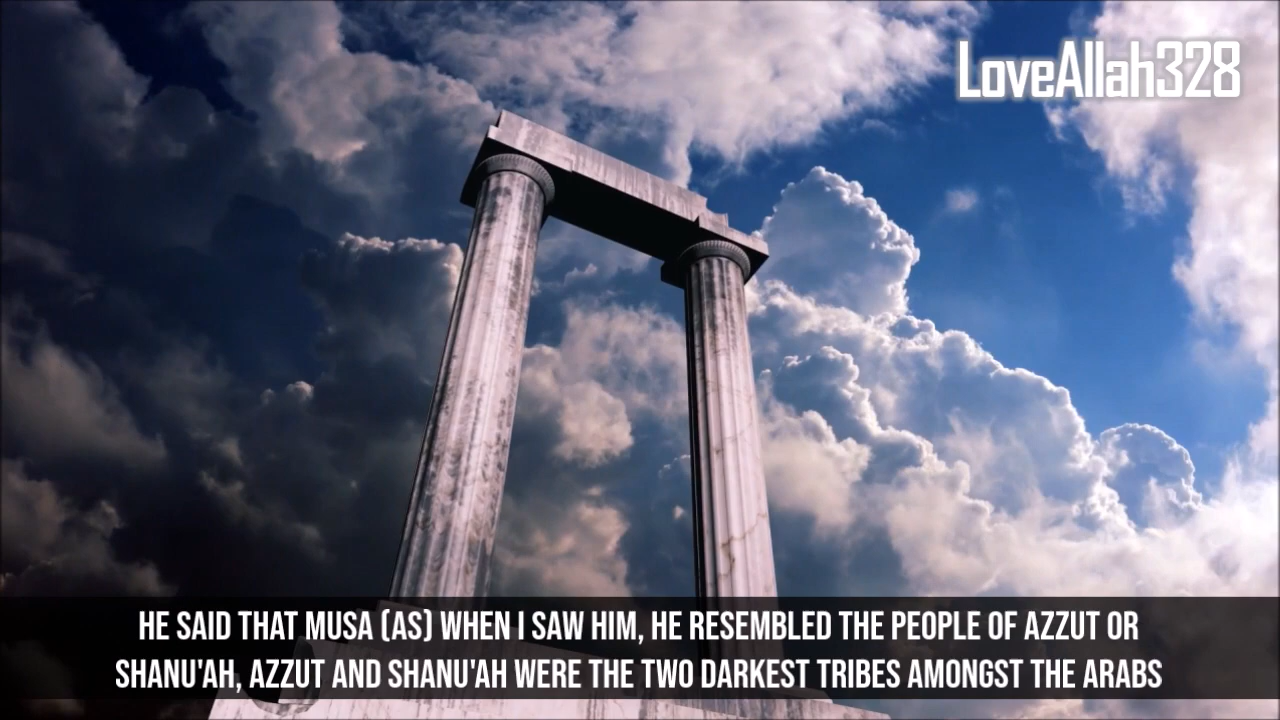 LoveAllah328
HE SAID THAT MUSA (AS) WHEN I SAW HIM, HE RESEMBLED THE PEOPLE OF AZZUT OR
SHANU'AH, AZZUT AND SHANU'AH WERE THE TWO DARKEST TRIBES AMONGST THE ARABS